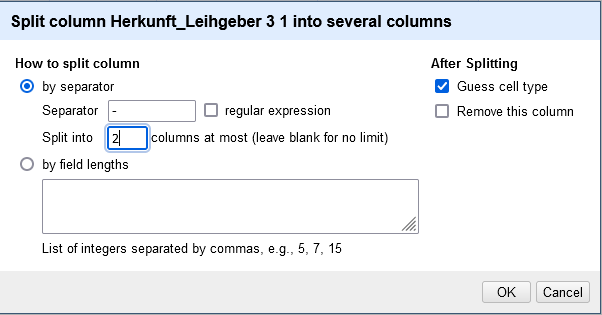 Split column Herkunft_Leihgeber 3 1 into several columns
How to split column
After Splitting
by separator
Guess cell type
Separator - regular expression
Remove this column
Split into 2 columns at most (leave blank for no limit)
by field lengths
List of integers separated by commas, e.g., 5, 7, 15
OK Cancel